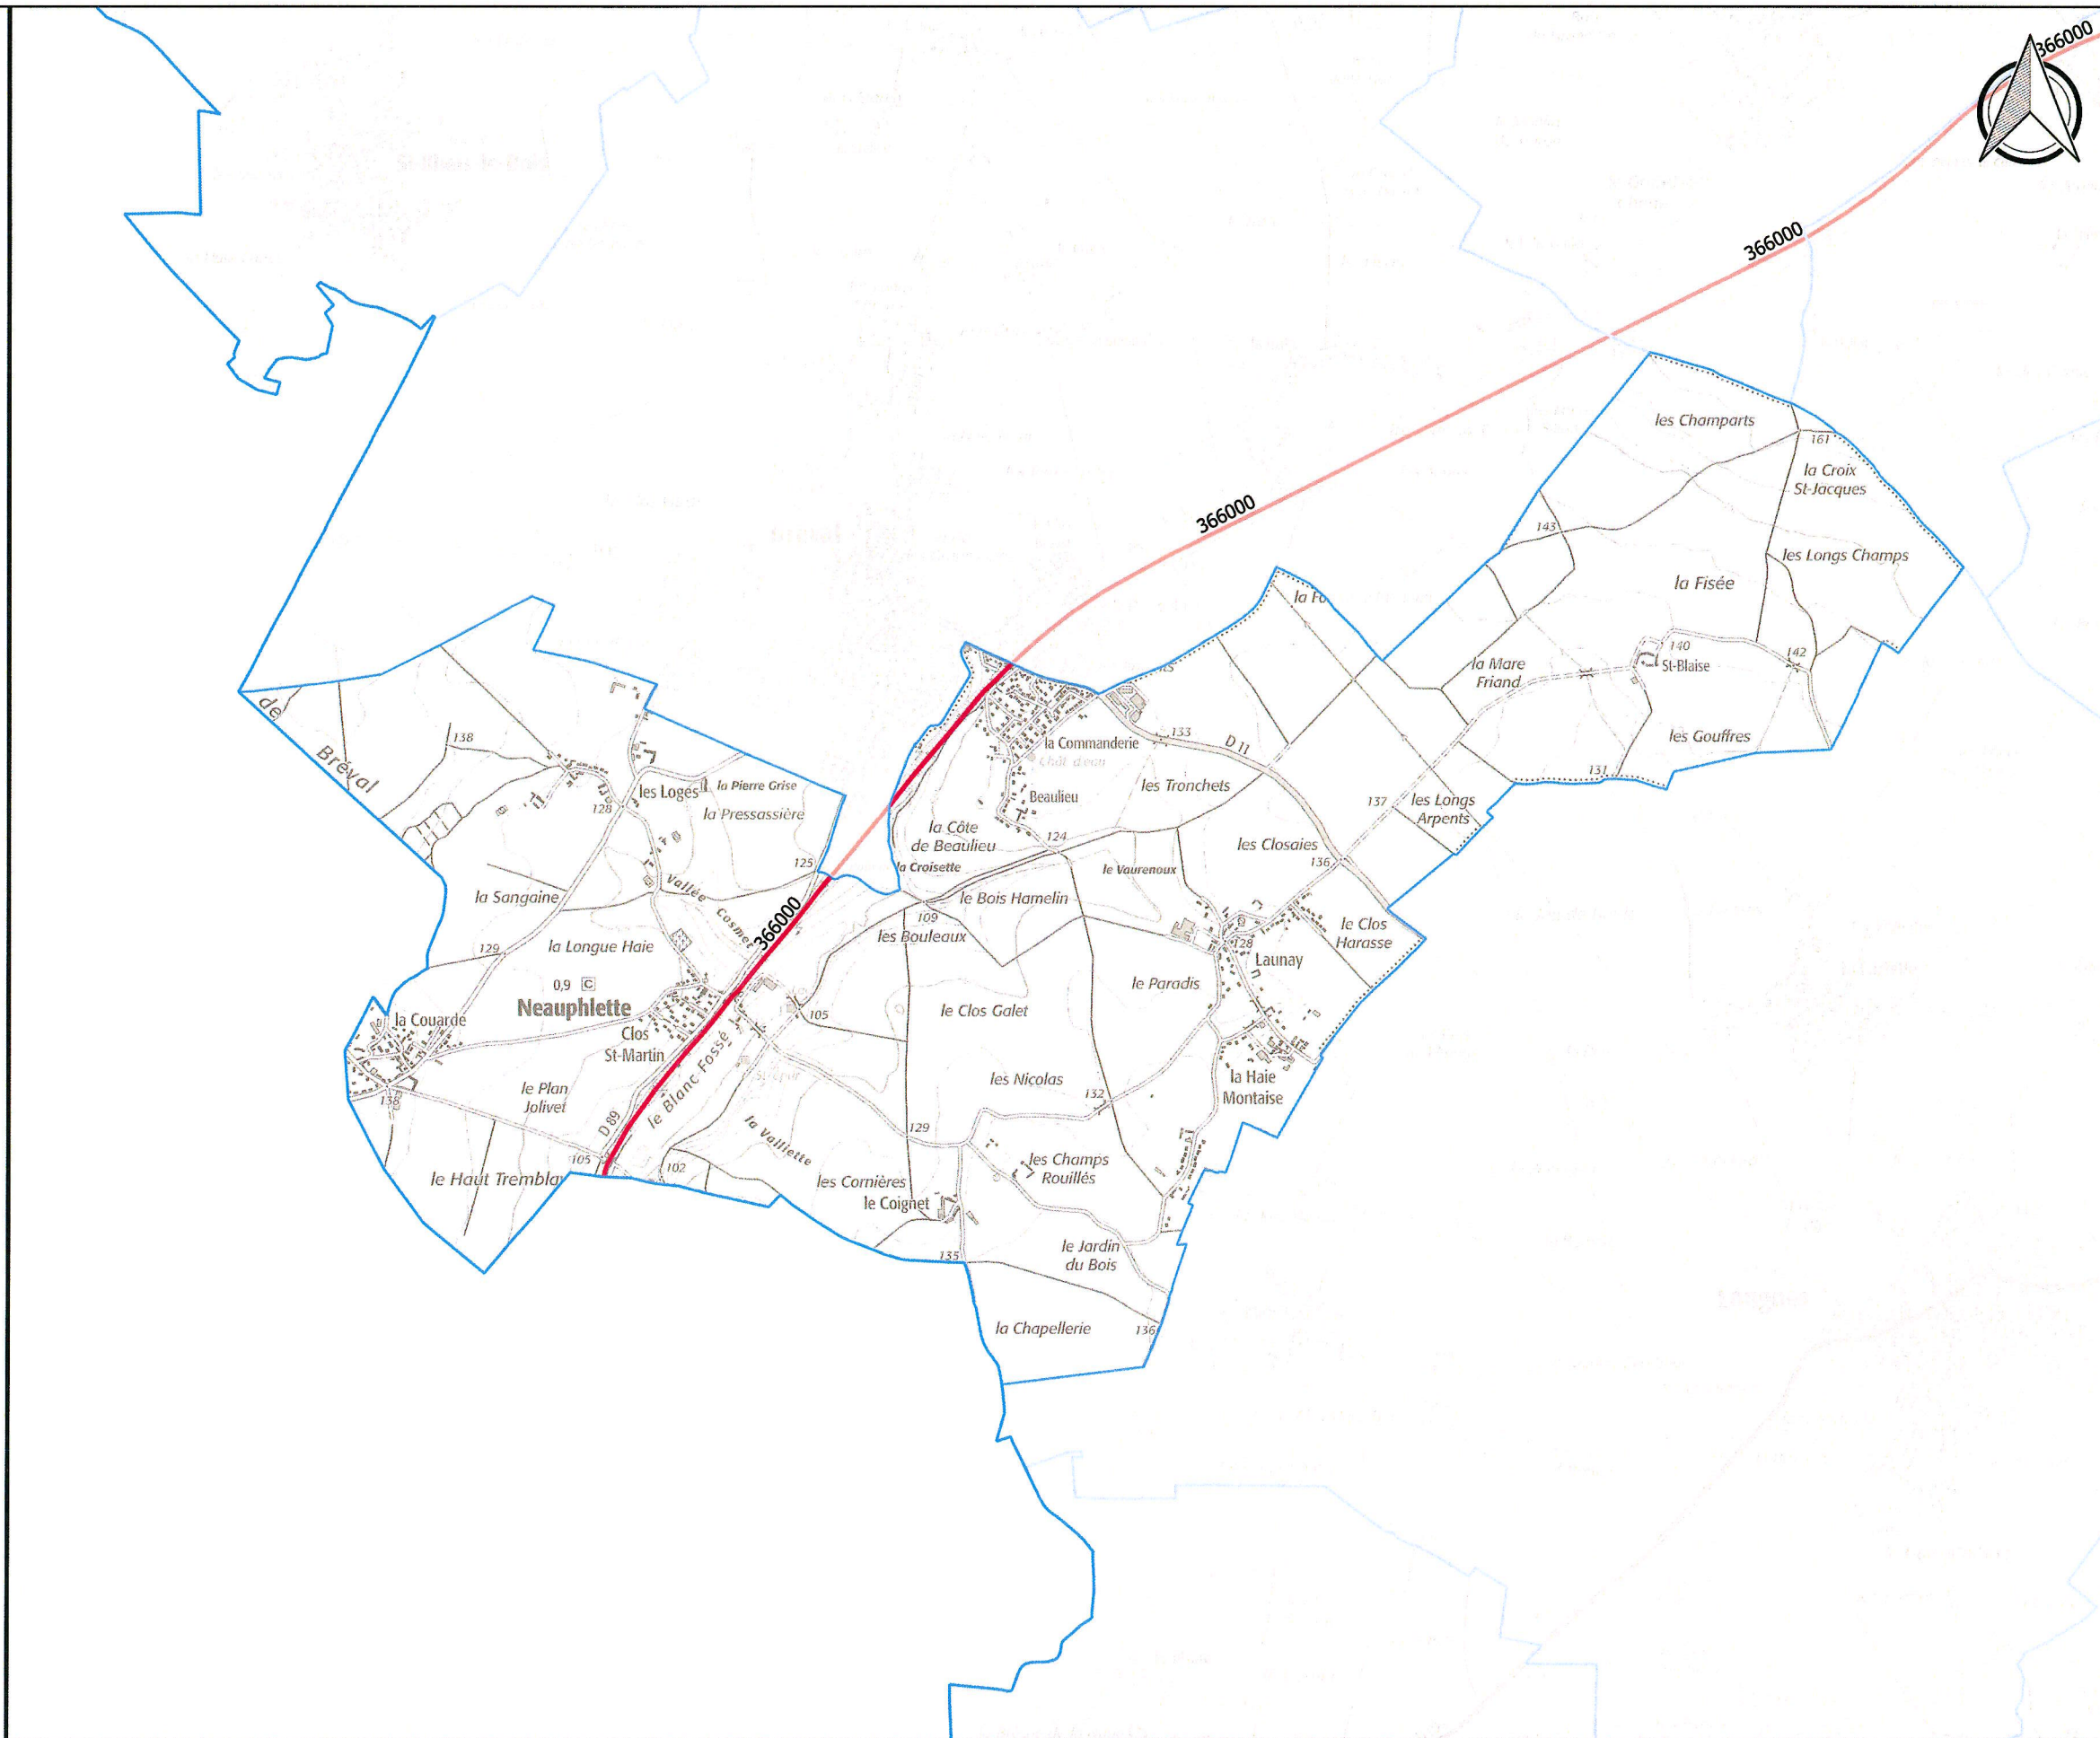 366000
366000
366000
les Champarts
161
la Croix
St-Jacques
143
les Longs Champs
la Fisée
la Fo
140
142
St-Blaise
la Mare
Friand
les Gouffres
131
de
Bréval
138
133
D 11
la Commanderie
Chât d'eau
les Loges
la Pierre Grise
les Tronchets
Beaulieu
137
les Longs
Arpents
128
la Pressassière
la Côte
de Beaulieu
124
les Closaies
125
la Croisette
le Vaurenoux
136
Vallée Cosmet
la Sangaine
le Bois Hamelin
109
366000
les Bouleaux
le Clos
Harasse
129
la Longue Haie
128
Launay
0,9 C
Neauphlette
le Paradis
la Couarde
Clos
St-Martin
105
le Clos Galet
le Blanc Fossé
les Nicolas
la Haie
Montaise
le Plan
Jolivet
138
132
D 89
129
la Valliette
105
102
les Champs
Rouillés
le Haut Tremblay
les Cornières
le Coignet
135
le Jardin
du Bois
la Chapellerie
136